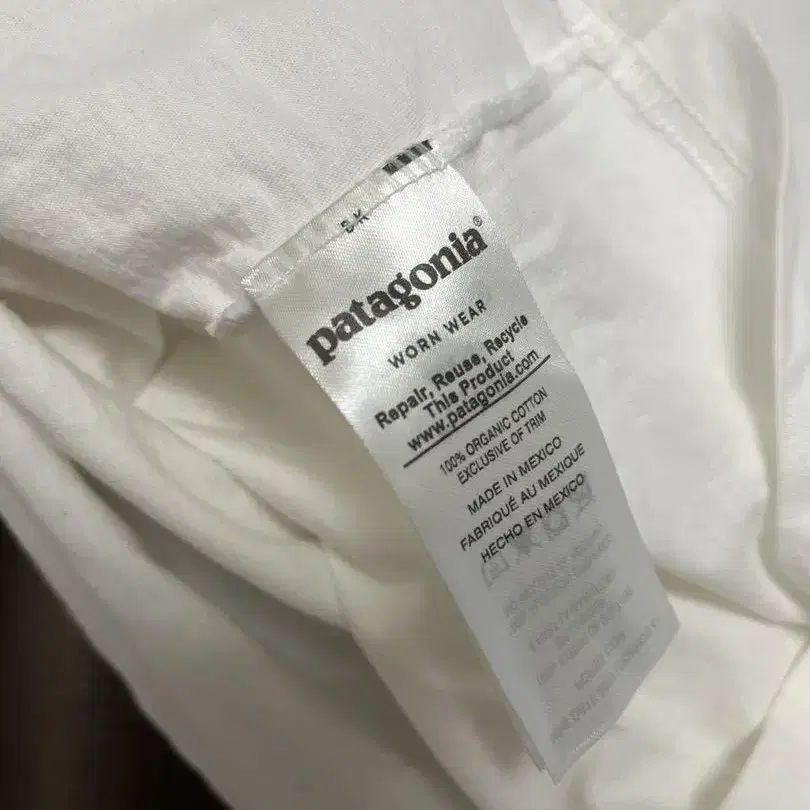 patagonia®
WORN WEAR
Repair, Reuse, Recycle
This Product
www.patagonia.com
100% ORGANIC COTTON
EXCLUSIVE OF TRIM
MADE IN MEXICO
FABRIQUÉ AU MEXIQUE
HECHO EN MEXICO